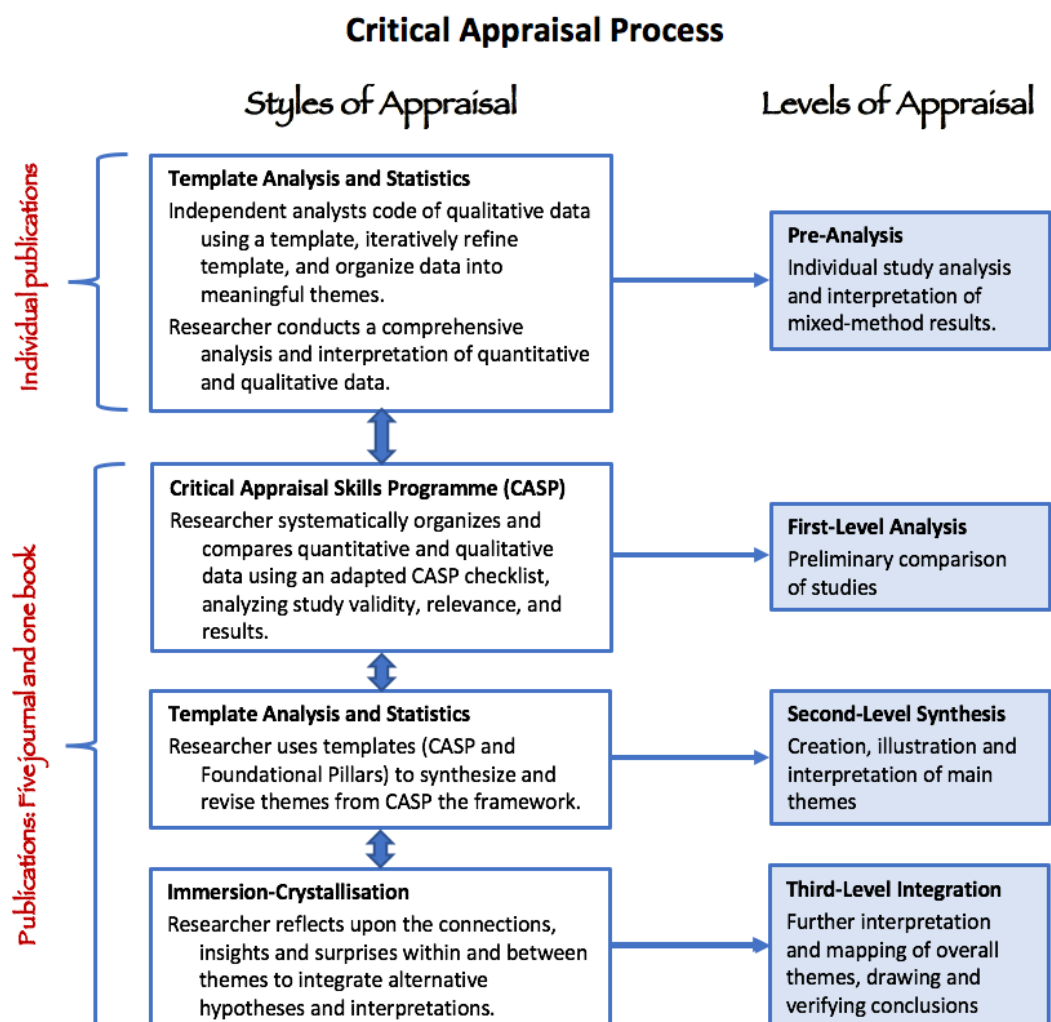 Critical Appraisal Process
Styles of Appraisal
Levels of Appraisal
Individual publications
Template Analysis and Statistics
Independent analysts code of qualitative data
using a template, iteratively refine
template, and organize data into
meaningful themes.
Researcher conducts a comprehensive
analysis and interpretation of quantitative
and qualitative data.
Pre-Analysis
Individual study analysis
and interpretation of
mixed-method results.
Publications: Five journal and one book
Critical Appraisal Skills Programme (CASP)
Researcher systematically organizes and
compares quantitative and qualitative
data using an adapted CASP checklist,
analyzing study validity, relevance, and
results.
First-Level Analysis
Preliminary comparison
of studies
Template Analysis and Statistics
Researcher uses templates (CASP and
Foundational Pillars) to synthesize and
revise themes from CASP the framework.
Second-Level Synthesis
Creation, illustration and
interpretation of main
themes
Immersion-Crystallisation
Researcher reflects upon the connections,
insights and surprises within and between
themes to integrate alternative
hypotheses and interpretations.
Third-Level Integration
Further interpretation
and mapping of overall
themes, drawing and
verifying conclusions